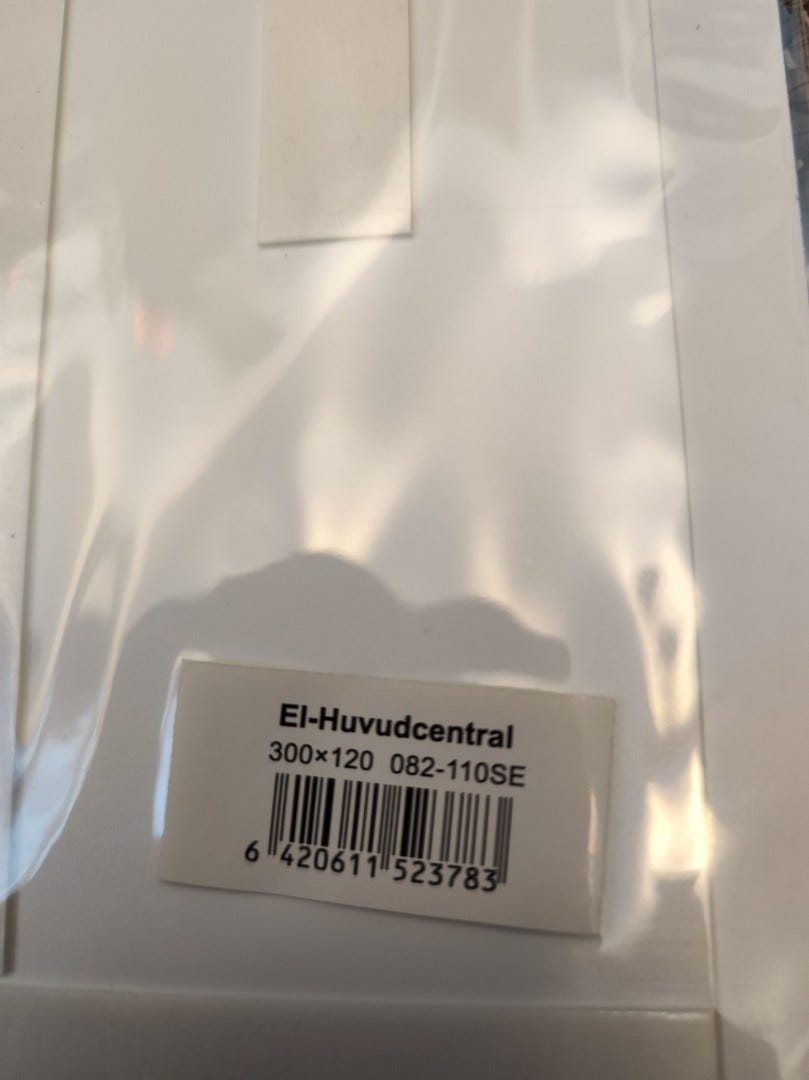 El-Huvudcentral
300×120 082-110SE
6 420611 523783